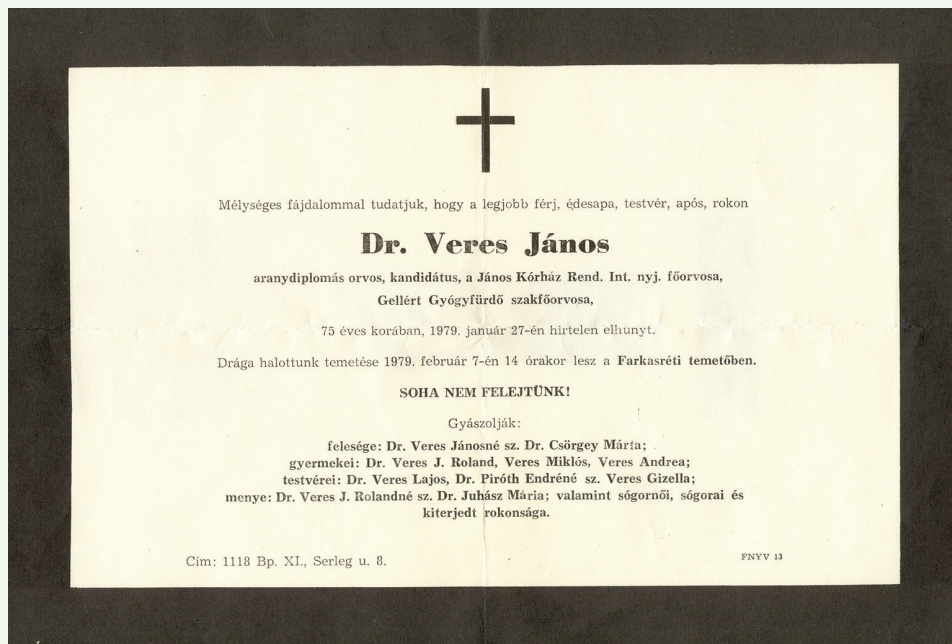 Mélységes fájdalommal tudatjuk, hogy a legjobb férj, édesapa, testvér, após, rokon
Dr. Veres János
aranydiplomás orvos, kandidátus, a János Kórház Rend. Int. nyj. főorvosa,
Gellért Gyógyfürdő szakfőorvosa,
75 éves korában, 1979. január 27-én hirtelen elhunyt.
Drága halottunk temetése 1979. február 7-én 14 órakor lesz a Farkasréti temetőben.
SOHA NEM FELEJTÜNK!
Gyászolják:
felesége: Dr. Veres Jánosné sz. Dr. Csörgey Márta;
gyermekei: Dr. Veres J. Roland, Veres Miklós, Veres Andrea;
testvérei: Dr. Veres Lajos, Dr. Piróth Endréné sz. Veres Gizella;
menye: Dr. Veres J. Rolandné sz. Dr. Juhász Mária; valamint sógornői, sógorai és
kiterjedt rokonsága.
Cím: 1118 Bp. XI., Serleg u. 8.
FNYV 13